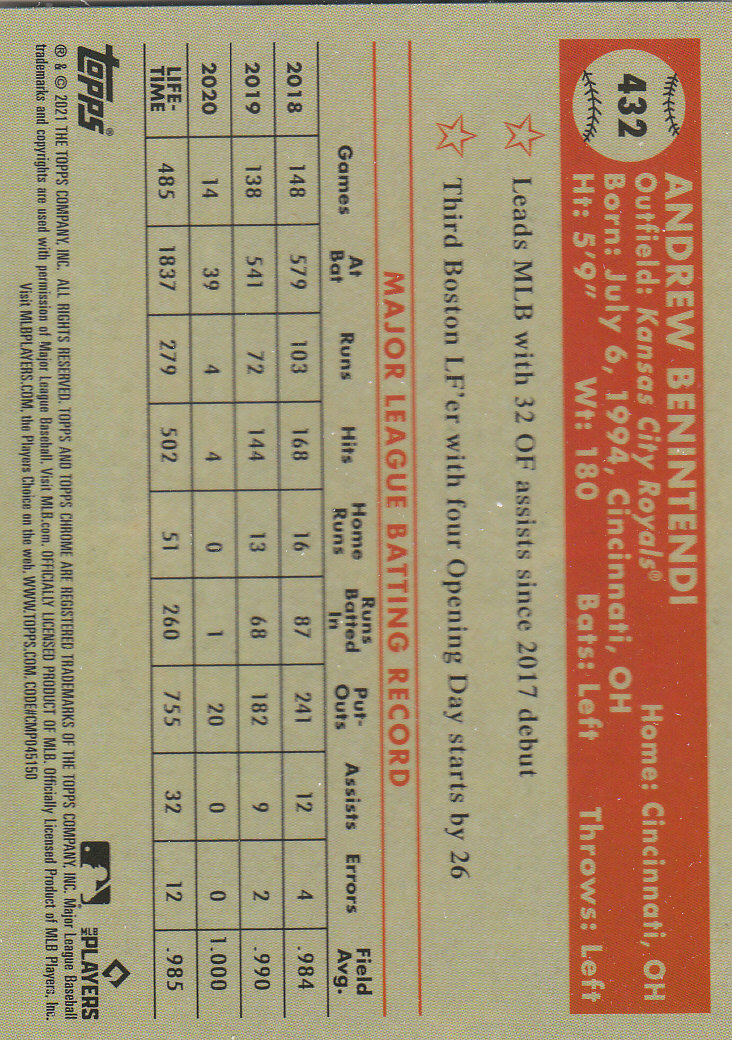 432
ANDREW BENINTENDI
Outfield: Kansas City Royals® Home: Cincinnati, OH
Born: July 6, 1994, Cincinnati, OH
Ht: 5'9" Wt: 180 Bats: Left Throws: Left
Leads MLB with 32 OF assists since 2017 debut
Third Boston LF'er with four Opening Day starts by 26
MAJOR LEAGUE BATTING RECORD
Games At Bat Runs Hits Home Runs Runs Batted In Put-Outs Assists Errors Field Avg.
2018 148 579 103 168 16 87 241 12 4 .984
2019 138 541 72 144 13 68 182 9 2 .990
2020 14 39 4 4 0 1 20 0 0 1.000
LIFE-TIME 485 1837 279 502 51 260 755 32 12 .985
topps®
MLB PLAYERS
® & © 2021 THE TOPPS COMPANY, INC. ALL RIGHTS RESERVED. TOPPS AND TOPPS CHROME ARE REGISTERED TRADEMARKS OF THE TOPPS COMPANY, INC. Major League Baseball
trademarks and copyrights are used with permission of Major League Baseball. Visit MLB.com. OFFICIALLY LICENSED PRODUCT OF MLB. Officially Licensed Product of MLB Players, Inc.
Visit MLBPLAYERS.COM, the Players Choice on the web. WWW.TOPPS.COM. CODE#CMP045150